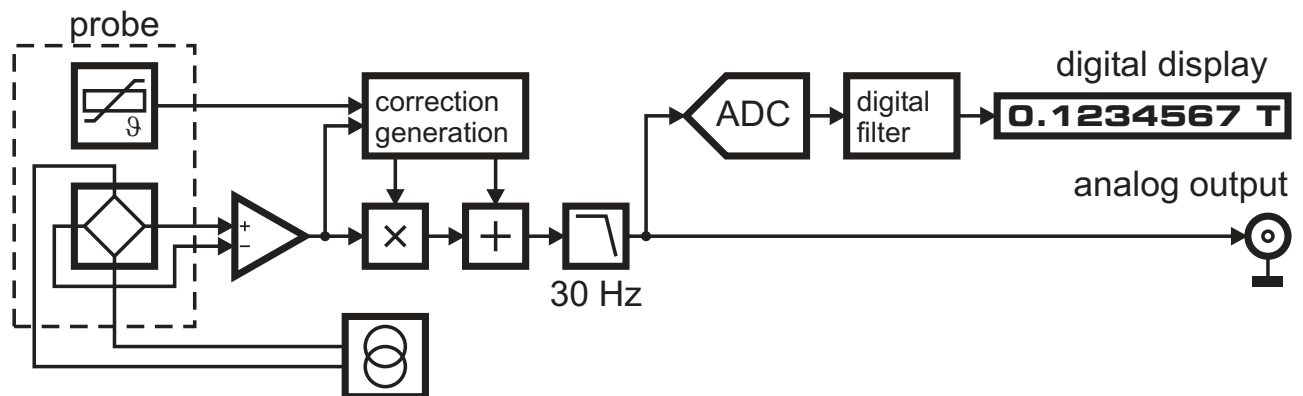 probe
ϑ
correction
generation
ADC
digital
filter
digital display
0.1234567 T
analog output
+
−
×
+
30 Hz